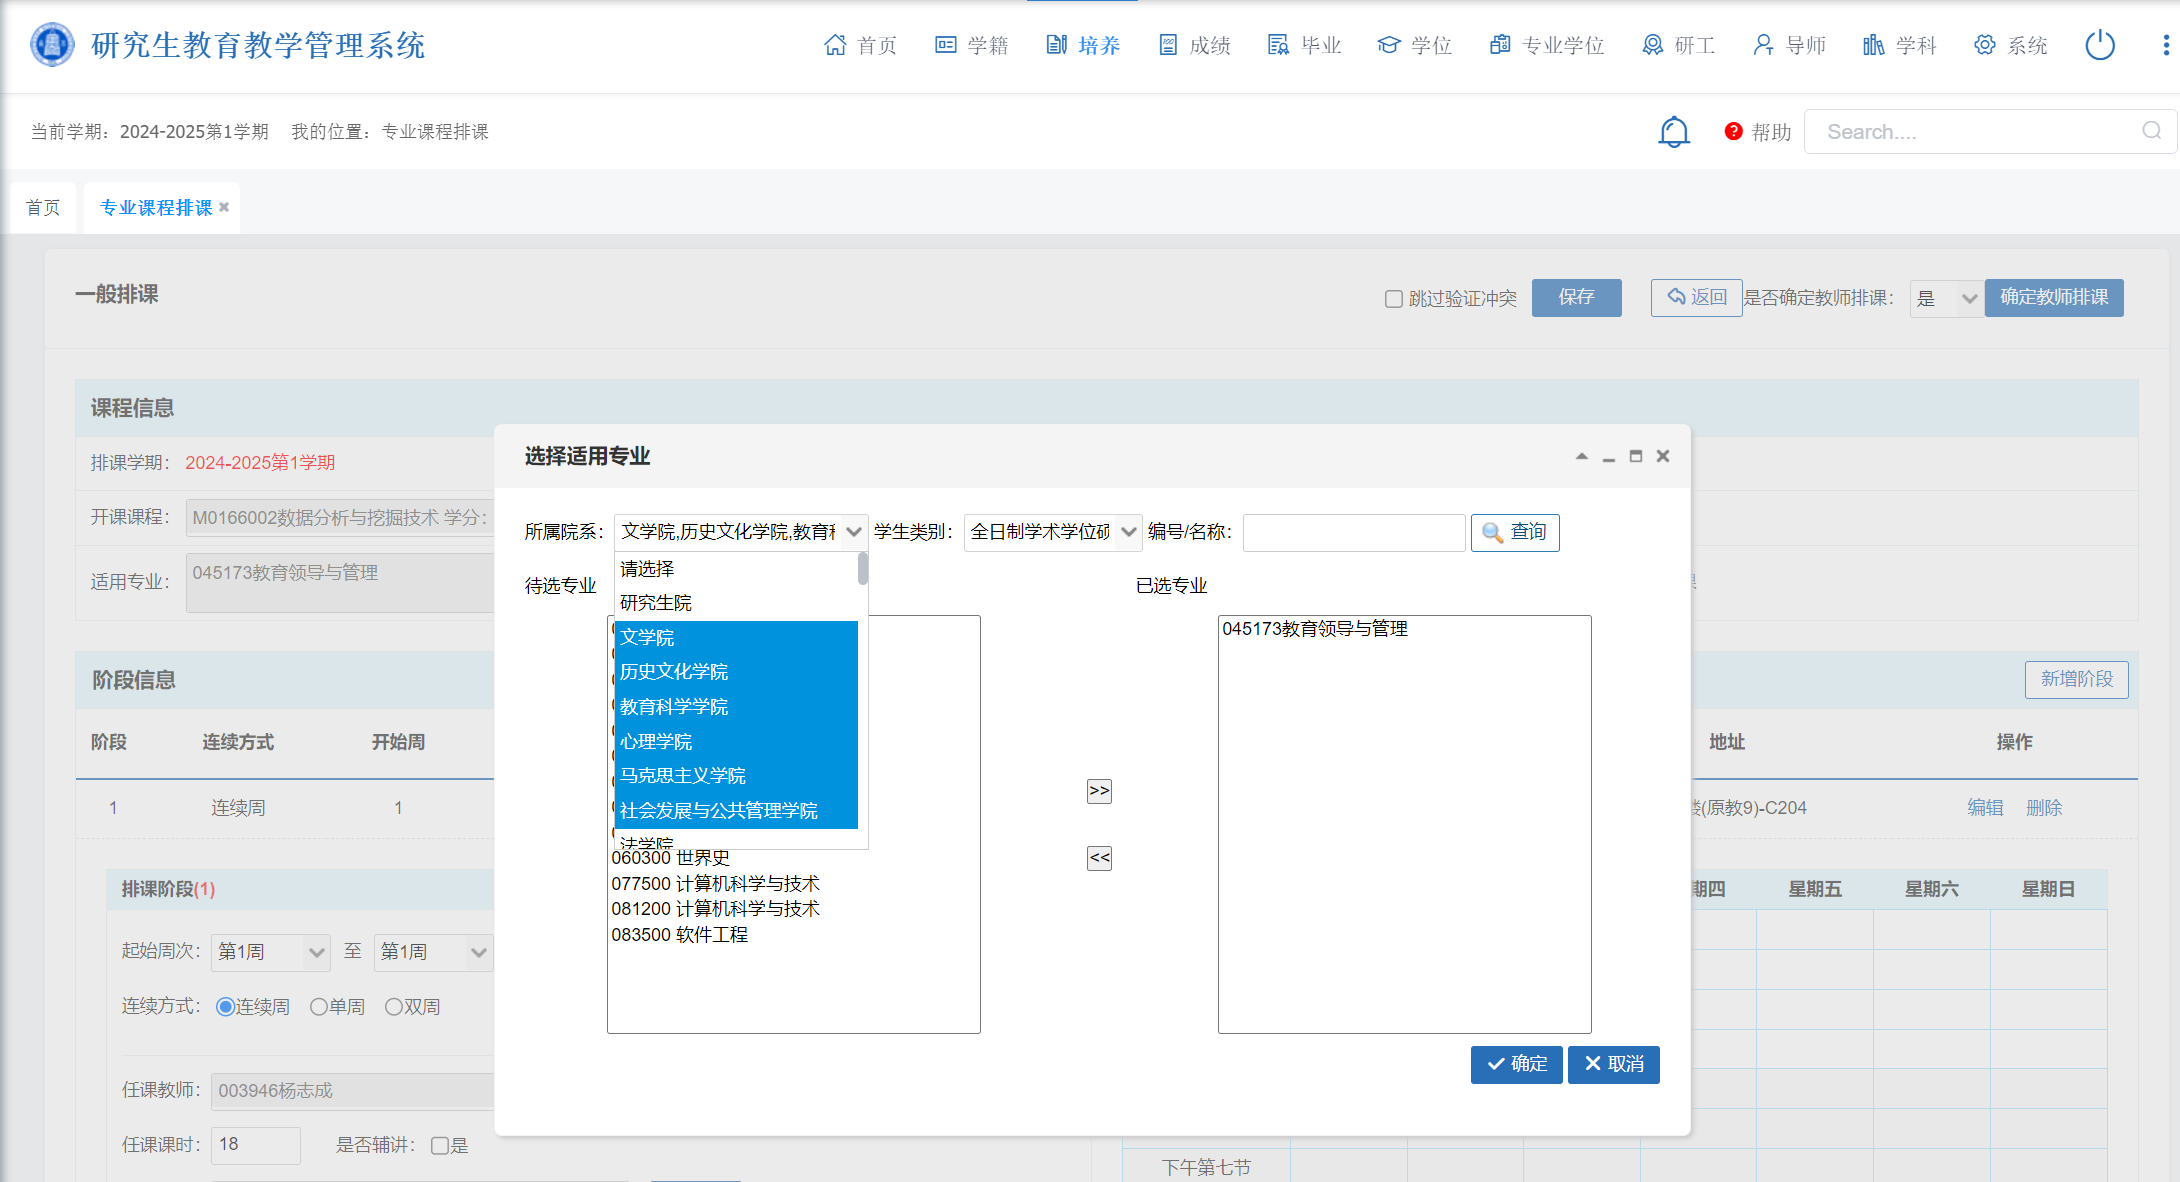 研究生教育教学管理系统
首页
学籍
培养
成绩
毕业
学位
专业学位
研工
导师
学科
系统
当前学期：2024-2025第1学期 我的位置：专业课程排课
帮助
Search....
首页
专业课程排课
一般排课
跳过验证冲突
保存
返回
是否确定教师排课：
是
确定教师排课
课程信息
排课学期：
2024-2025第1学期
开课课程：
M0166002数据分析与挖掘技术 学分：
适用专业：
045173教育领导与管理
选择适用专业
所属院系：
文学院,历史文化学院,教育科
学生类别：
全日制学术学位研
编号/名称：
查询
请选择
研究生院
文学院
历史文化学院
教育科学学院
心理学院
马克思主义学院
社会发展与公共管理学院
法学院
待选专业
已选专业
060300 世界史
077500 计算机科学与技术
081200 计算机科学与技术
083500 软件工程
045173教育领导与管理
>>
<<
确定
取消
阶段信息
新增阶段
阶段
连续方式
开始周
地址
操作
1
连续周
1
(原教9)-C204
编辑
删除
排课阶段(1)
期四
星期五
星期六
星期日
起始周次：
第1周
至
第1周
连续方式：
连续周
单周
双周
任课教师：
003946杨志成
任课课时：
18
是否辅讲：
是
下午第七节